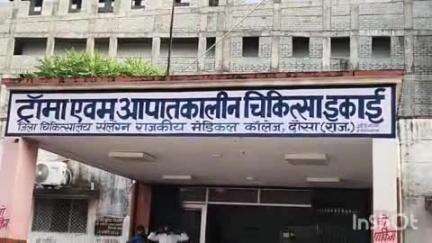 ट्रॉमा एवम आपातकालीन चिकित्सा इकाई
जिला चिकित्सालय संलग्न राजकीय मेडिकल कॉलेज, दौसा (राज.)
InShot